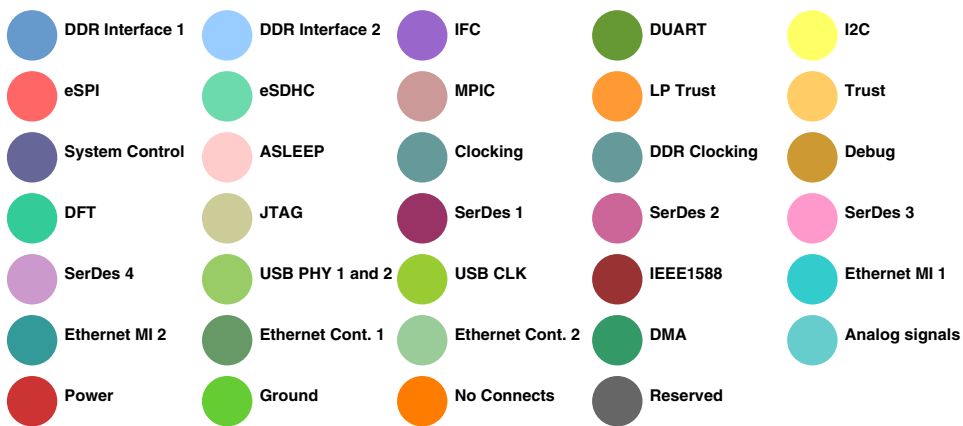 DDR Interface 1 DDR Interface 2 IFC DUART I2C
eSPI eSDHC MPIC LP Trust Trust
System Control ASLEEP Clocking DDR Clocking Debug
DFT JTAG SerDes 1 SerDes 2 SerDes 3
SerDes 4 USB PHY 1 and 2 USB CLK IEEE1588 Ethernet MI 1
Ethernet MI 2 Ethernet Cont. 1 Ethernet Cont. 2 DMA Analog signals
Power Ground No Connects Reserved